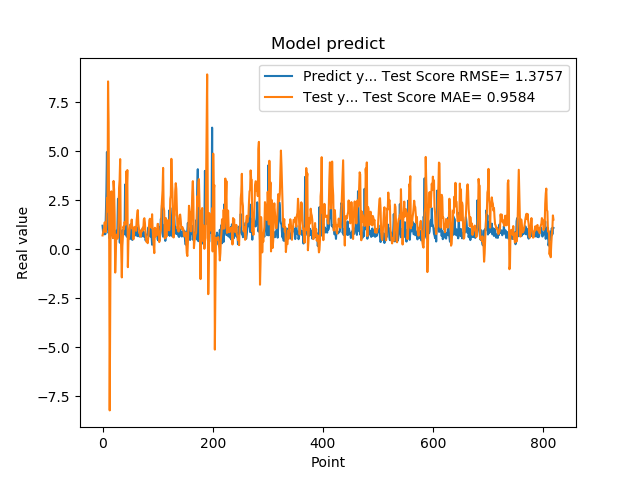 Model predict
Predict y... Test Score RMSE= 1.3757
Test y... Test Score MAE= 0.9584
Real value
7.5
5.0
2.5
0.0
−2.5
−5.0
−7.5
0 200 400 600 800
Point